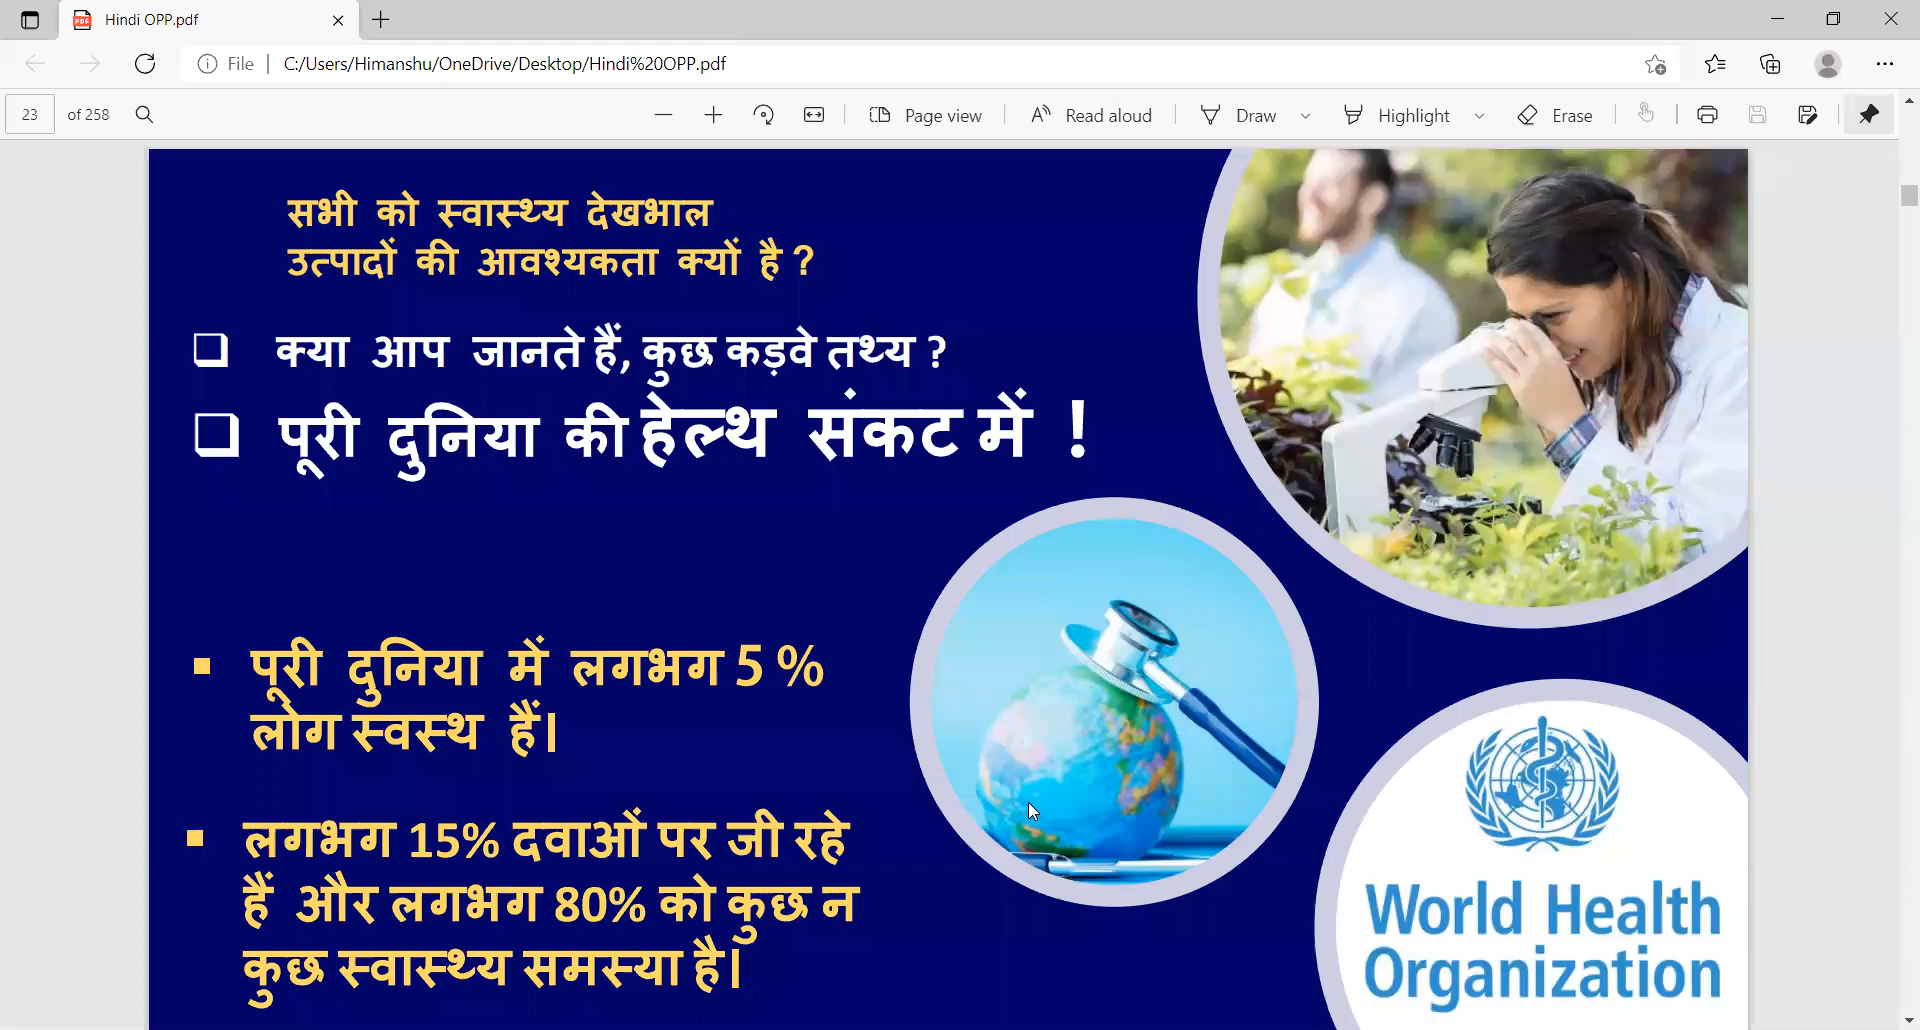 Hindi OPP.pdf
File
C:/Users/Himanshu/OneDrive/Desktop/Hindi%20OPP.pdf
23 of 258
Page view
Read aloud
Draw
Highlight
Erase
सभी को स्वास्थ्य देखभाल
उत्पादों की आवश्यकता क्यों है ?
क्या आप जानते हैं, कुछ कड़वे तथ्य ?
पूरी दुनिया की हेल्थ संकट में !
पूरी दुनिया में लगभग 5 %
लोग स्वस्थ हैं।
लगभग 15% दवाओं पर जी रहे
हैं और लगभग 80% को कुछ न
कुछ स्वास्थ्य समस्या है।
World Health
Organization